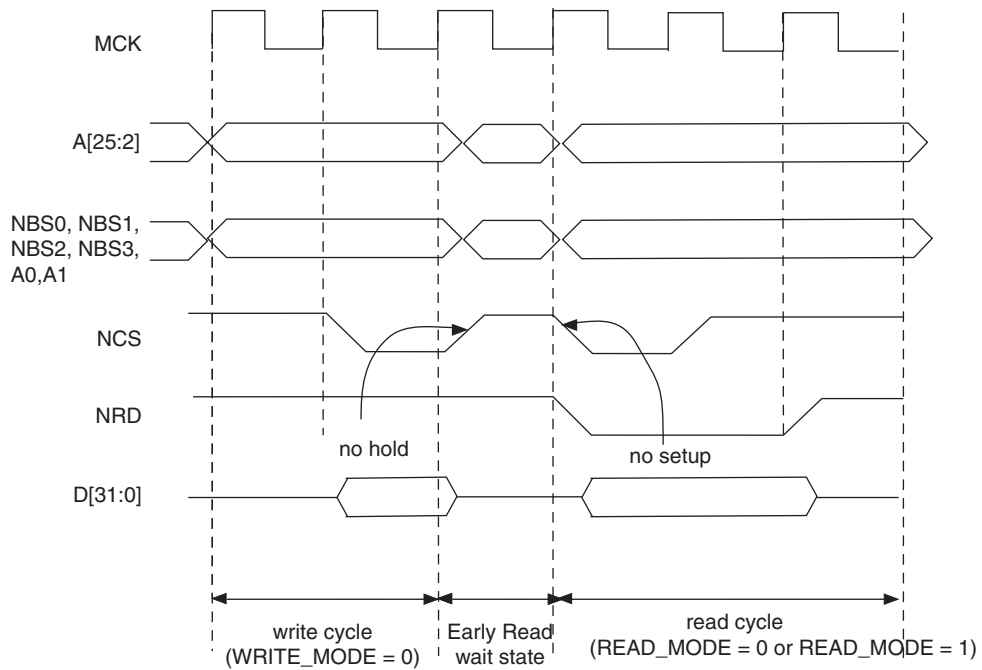 MCK
A[25:2]
NBS0, NBS1,
NBS2, NBS3,
A0,A1
NCS
NRD
no hold
no setup
D[31:0]
write cycle
(WRITE_MODE = 0)
Early Read
wait state
read cycle
(READ_MODE = 0 or READ_MODE = 1)